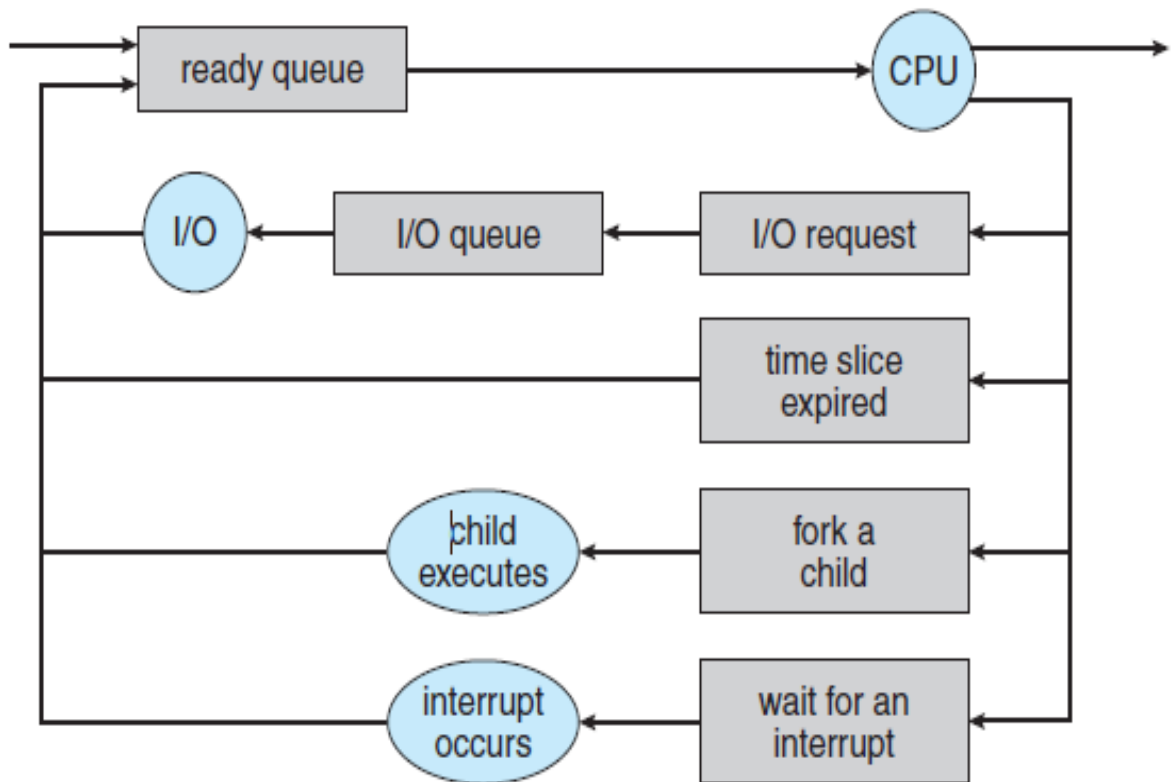 ready queue
CPU
I/O
I/O queue
I/O request
time slice
expired
child
executes
fork a
child
interrupt
occurs
wait for an
interrupt